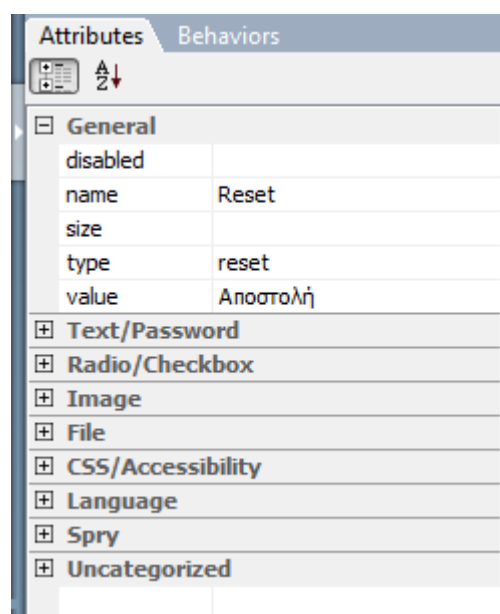 Attributes Behaviors
General
disabled
name Reset
size
type reset
value Αποστολή
Text/Password
Radio/Checkbox
Image
File
CSS/Accessibility
Language
Spry
Uncategorized